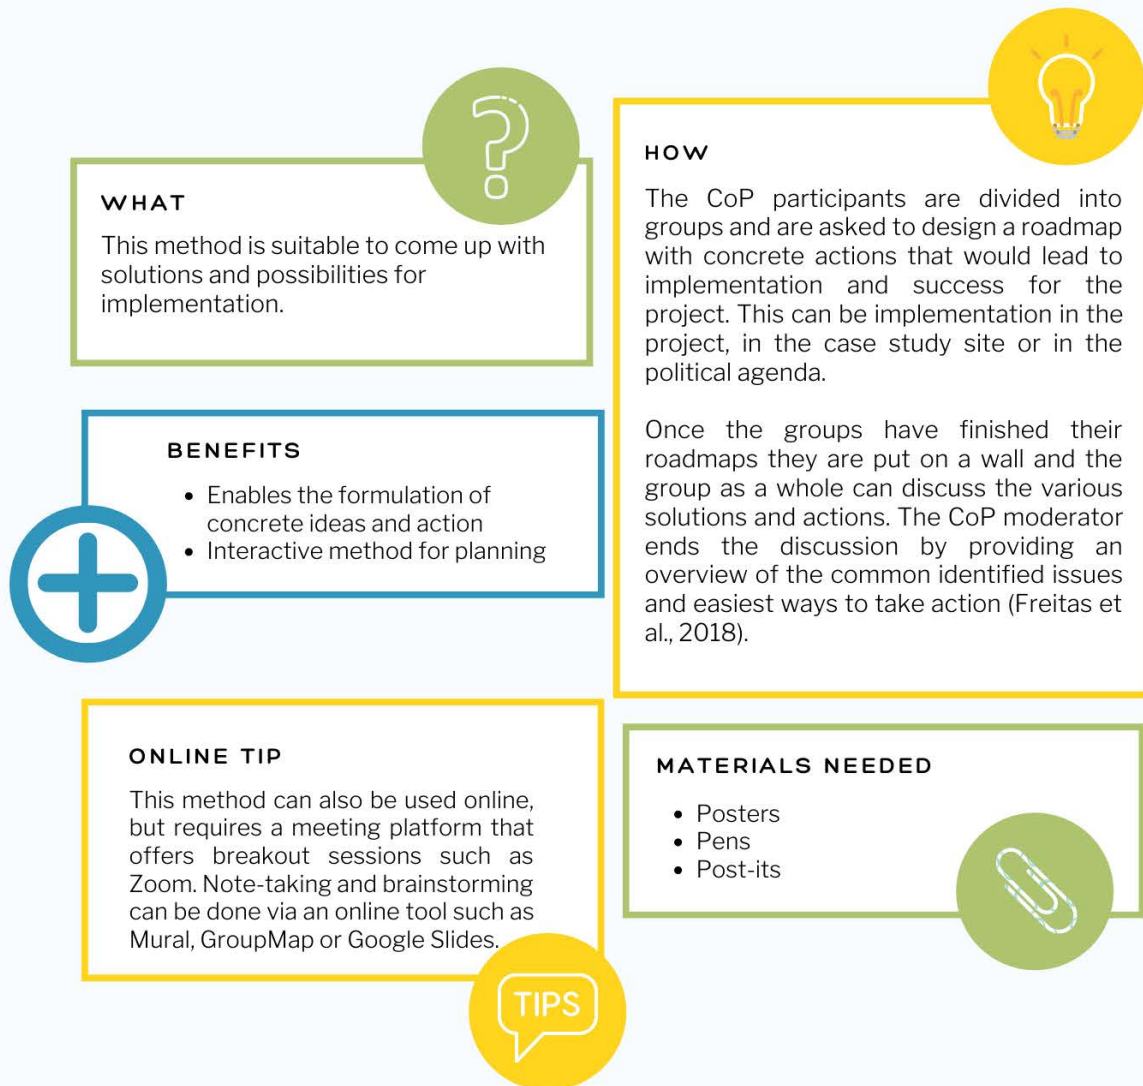 WHAT
This method is suitable to come up with
solutions and possibilities for
implementation.
HOW
The CoP participants are divided into
groups and are asked to design a roadmap
with concrete actions that would lead to
implementation and success for the
project. This can be implementation in the
project, in the case study site or in the
political agenda.
Once the groups have finished their
roadmaps they are put on a wall and the
group as a whole can discuss the various
solutions and actions. The CoP moderator
ends the discussion by providing an
overview of the common identified issues
and easiest ways to take action (Freitas et
al., 2018).
BENEFITS
• Enables the formulation of
concrete ideas and action
• Interactive method for planning
ONLINE TIP
This method can also be used online,
but requires a meeting platform that
offers breakout sessions such as
Zoom. Note-taking and brainstorming
can be done via an online tool such as
Mural, GroupMap or Google Slides.
TIPS
MATERIALS NEEDED
• Posters
• Pens
• Post-its